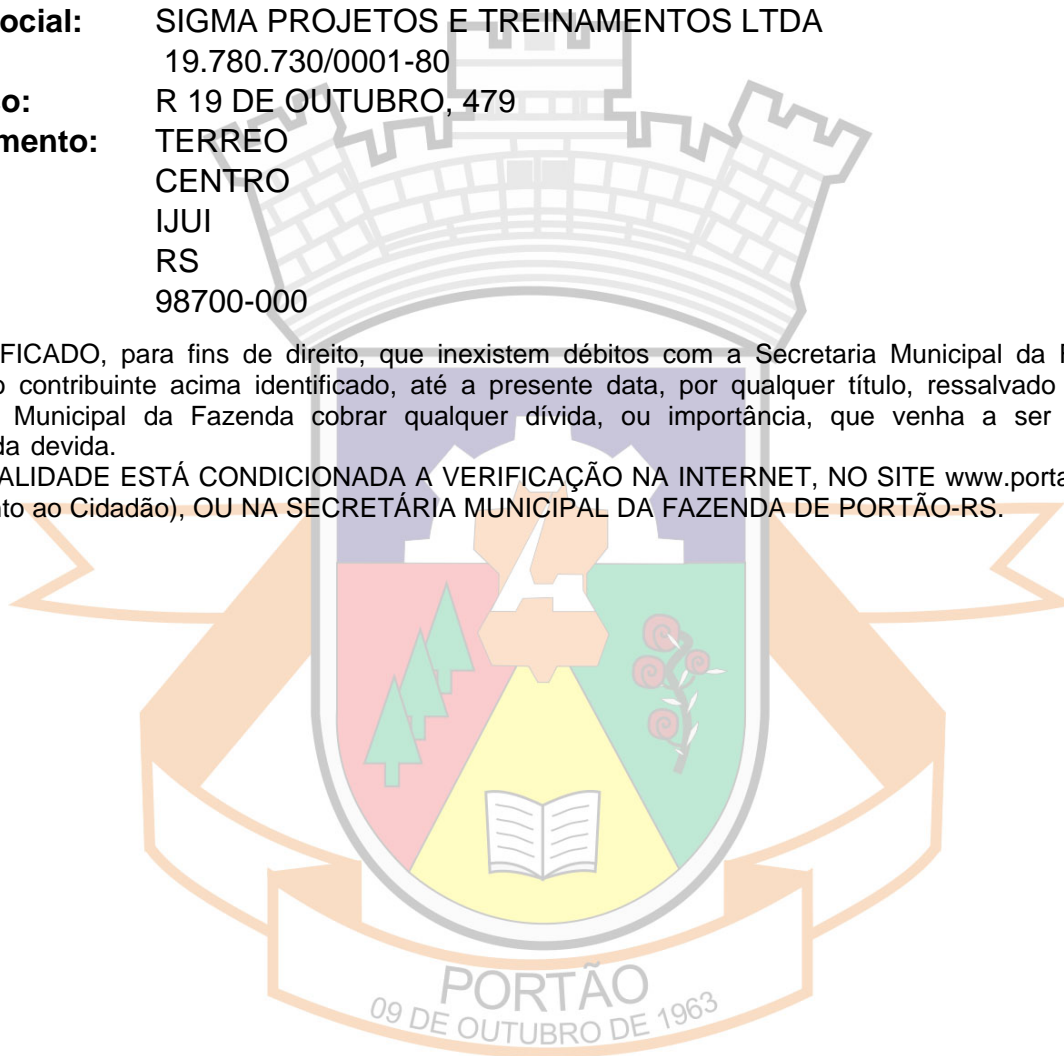 ocial: SIGMA PROJETOS E TREINAMENTOS LTDA
19.780.730/0001-80
o: R 19 DE OUTUBRO, 479
mento: TERREO
CENTRO
IJUI
RS
98700-000
FICADO, para fins de direito, que inexistem débitos com a Secretaria Municipal da
o contribuinte acima identificado, até a presente data, por qualquer título, ressalvado
Municipal da Fazenda cobrar qualquer dívida, ou importância, que venha a ser
da devida.
ALIDADE ESTÁ CONDICIONADA A VERIFICAÇÃO NA INTERNET, NO SITE www.porta
nto ao Cidadão), OU NA SECRETÁRIA MUNICIPAL DA FAZENDA DE PORTÃO-RS.
PORTÃO
09 DE OUTUBRO DE 1963